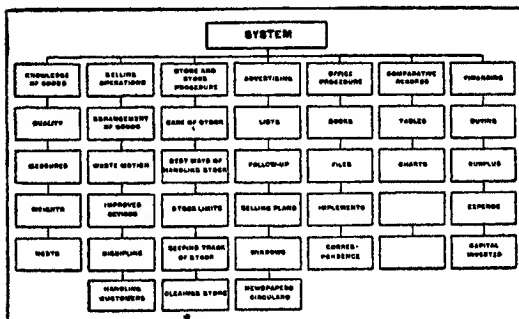 SYSTEM
KNOWLEDGE
OF GOODS
SELLING
OPERATIONS
STORE AND
STOCK
PROCEDURE
ADVERTISING
OFFICE
PROCEDURE
COMPARATIVE
RECORDS
FINANCING
QUALITY
ARRANGEMENT
OF GOODS
CARE OF STOCK
LISTS
BOOKS
TABLES
BUYING
MEASURES
WASTE MOTION
BEST WAYS OF
HANDLING STOCK
FOLLOW-UP
FILES
CHARTS
SURPLUS
WEIGHTS
IMPROVED
DEVICES
STOCK LIMITS
SELLING PLANS
IMPLEMENTS
EXPENSE
DISCIPLINE
KEEPING TRACK
OF STOCK
WINDOWS
CORRES-
PONDENCE
CAPITAL
INVESTED
HANDLING
CUSTOMERS
CLEANING STORE
NEWSPAPERS
CIRCULARS